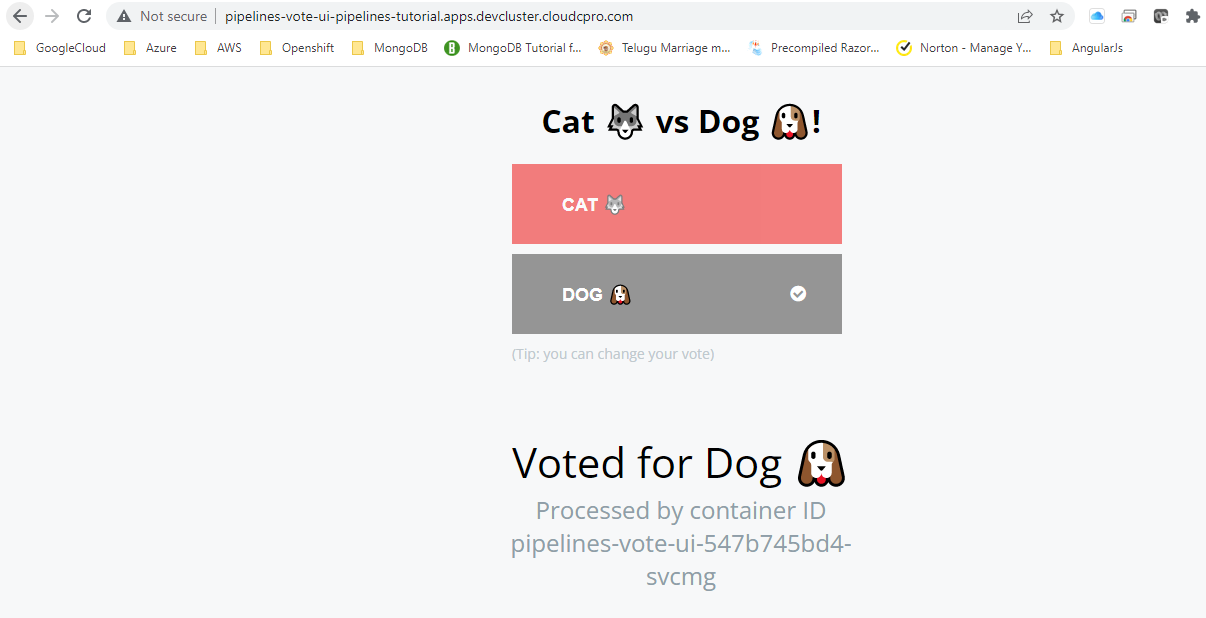 Not secure pipelines-vote-ui-pipelines-tutorial.apps.devcluster.cloudcpro.com
GoogleCloud Azure AWS Openshift MongoDB MongoDB Tutorial f... Telugu Marriage m... Precompiled Razor... Norton - Manage Y... AngularJs
Cat 🐺 vs Dog 🐶!
CAT 🐺
DOG 🐶
(Tip: you can change your vote)
Voted for Dog 🐶
Processed by container ID
pipelines-vote-ui-547b745bd4-
svcmg